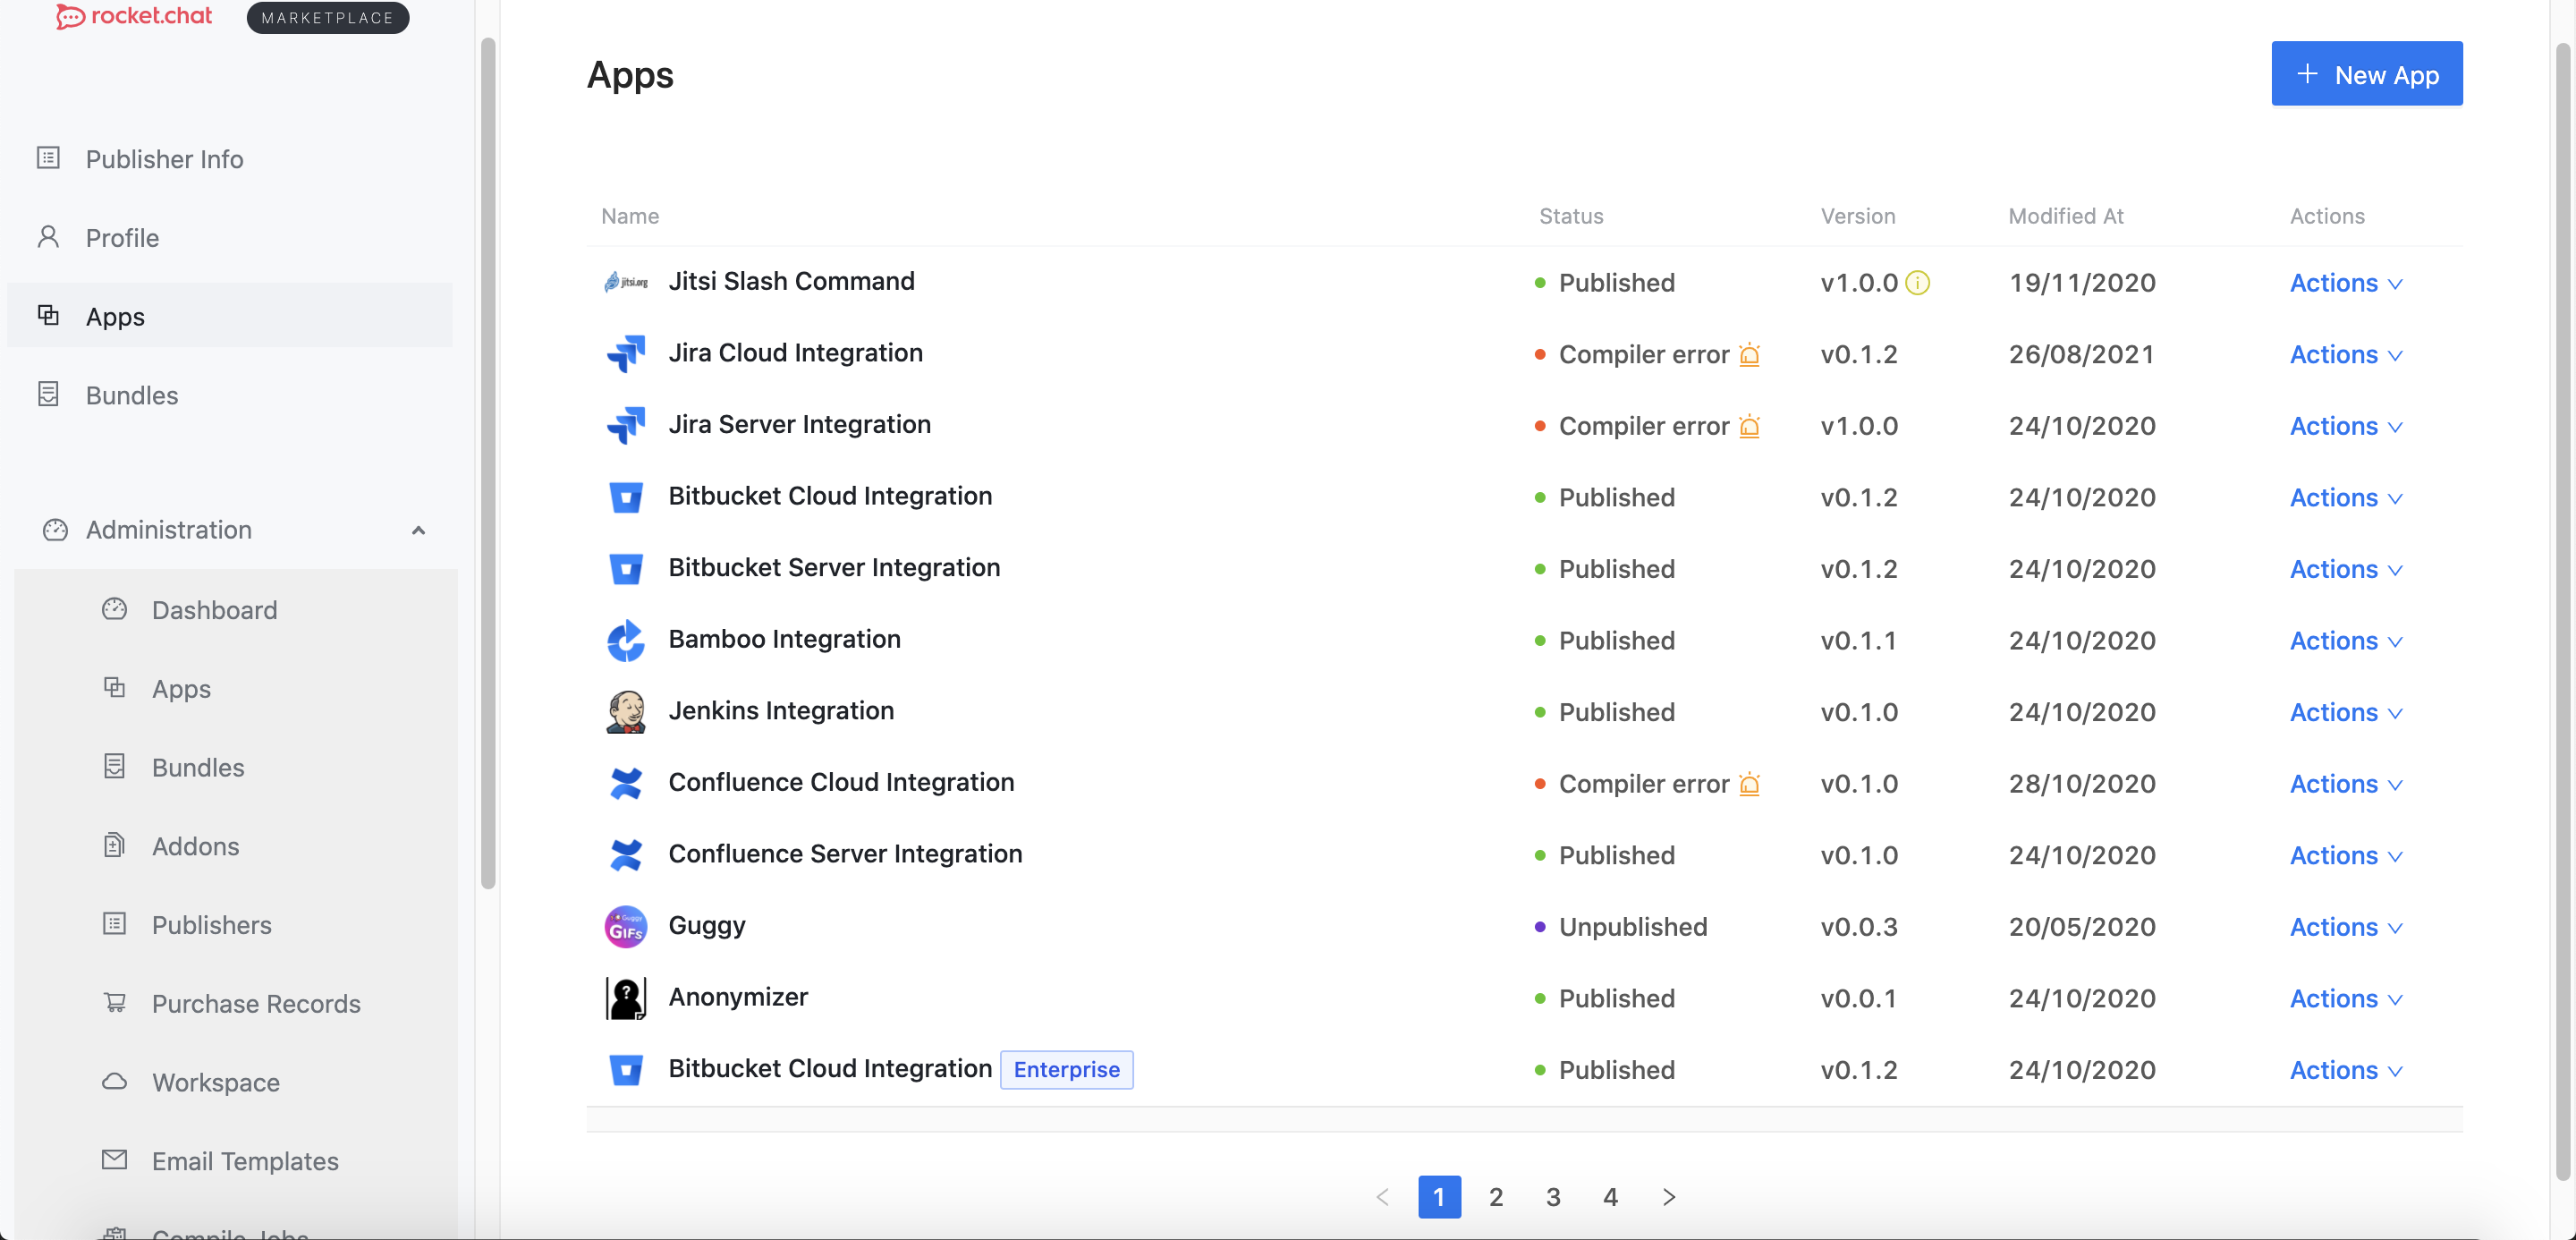 rocket.chat MARKETPLACE
Publisher Info
Profile
Apps
Bundles
Administration
Dashboard
Apps
Bundles
Addons
Publishers
Purchase Records
Workspace
Email Templates
Compile Jobs
Apps
New App
Name Status Version Modified At Actions
jitsi.org Jitsi Slash Command Published v1.0.0 19/11/2020 Actions
Jira Cloud Integration Compiler error v0.1.2 26/08/2021 Actions
Jira Server Integration Compiler error v1.0.0 24/10/2020 Actions
Bitbucket Cloud Integration Published v0.1.2 24/10/2020 Actions
Bitbucket Server Integration Published v0.1.2 24/10/2020 Actions
Bamboo Integration Published v0.1.1 24/10/2020 Actions
Jenkins Integration Published v0.1.0 24/10/2020 Actions
Confluence Cloud Integration Compiler error v0.1.0 28/10/2020 Actions
Confluence Server Integration Published v0.1.0 24/10/2020 Actions
Guggy GIFs Guggy Unpublished v0.0.3 20/05/2020 Actions
? Anonymizer Published v0.0.1 24/10/2020 Actions
Bitbucket Cloud Integration Enterprise Published v0.1.2 24/10/2020 Actions
< 1 2 3 4 >